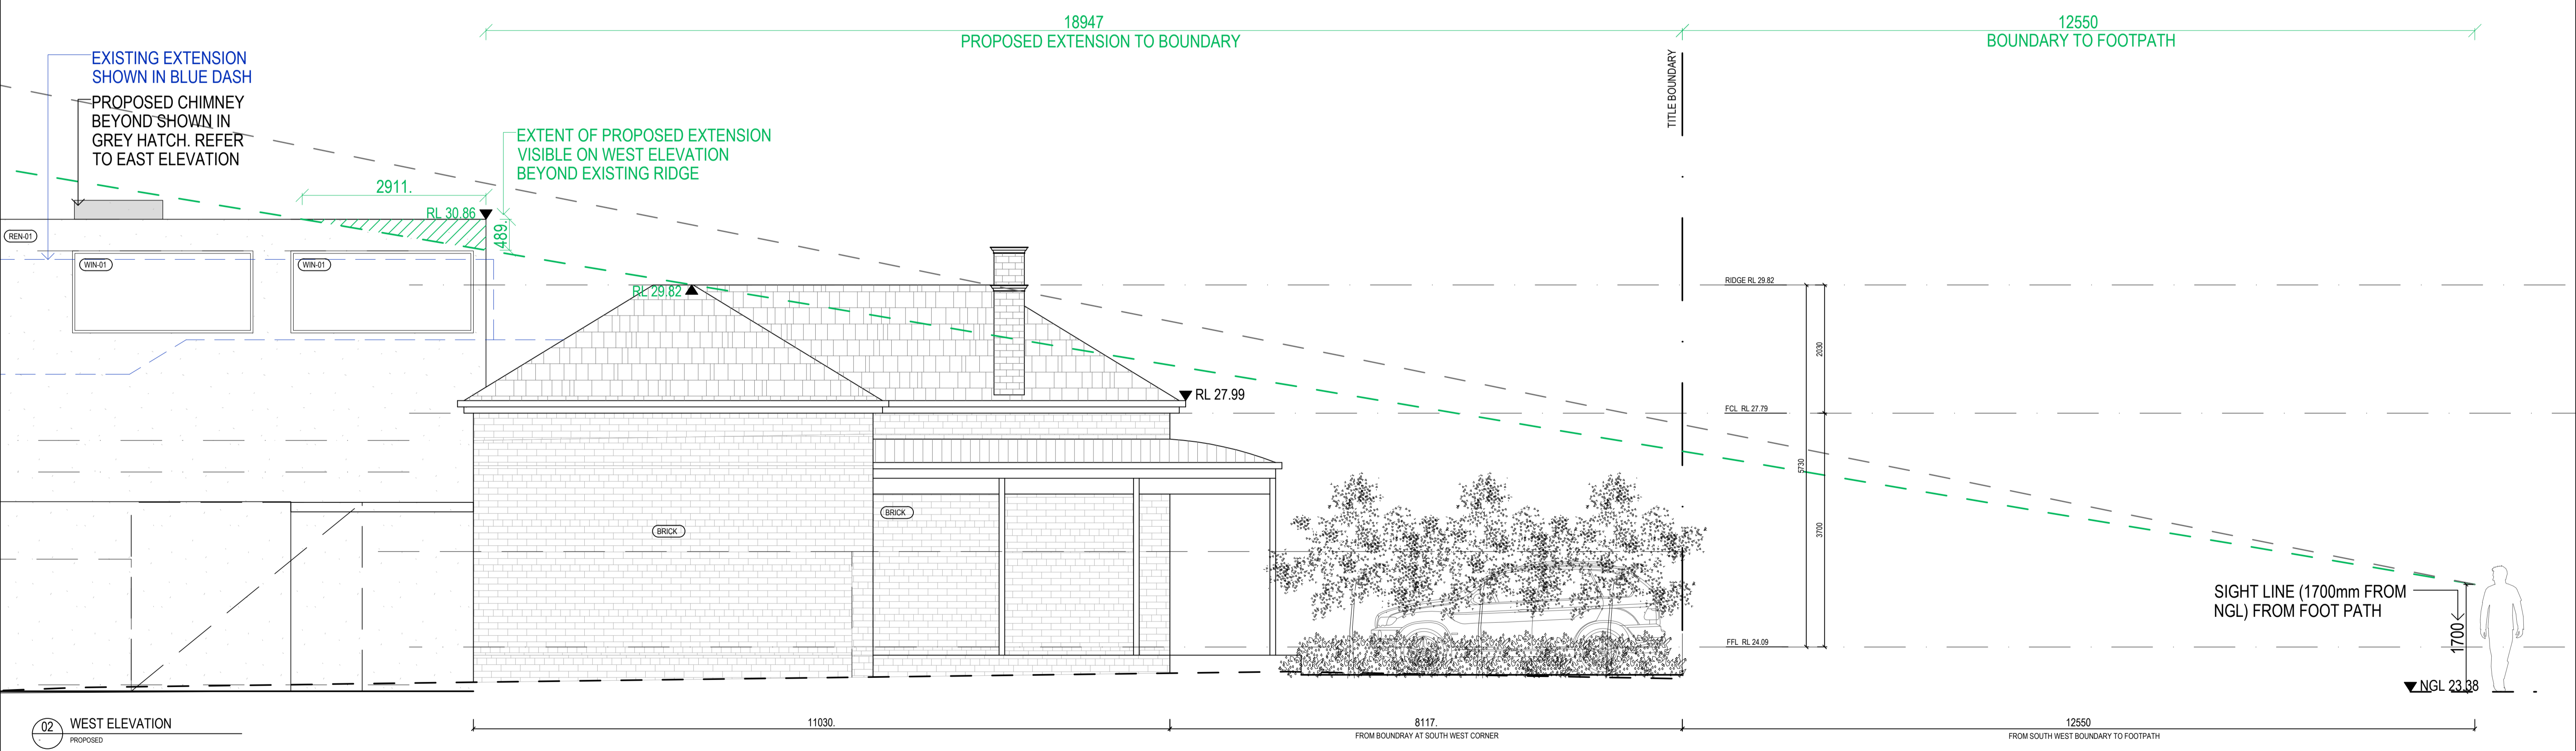 18947
PROPOSED EXTENSION TO BOUNDARY
12550
BOUNDARY TO FOOTPATH
EXISTING EXTENSION
SHOWN IN BLUE DASH
PROPOSED CHIMNEY
BEYOND SHOWN IN
GREY HATCH. REFER
TO EAST ELEVATION
TITLE BOUNDARY
EXTENT OF PROPOSED EXTENSION
VISIBLE ON WEST ELEVATION
BEYOND EXISTING RIDGE
2911.
RL 30.86
489.
REN-01
WIN-01
WIN-01
RL 29.82
RIDGE RL 29.82
2030
RL 27.99
FCL RL 27.79
5730
3700
BRICK
BRICK
SIGHT LINE (1700mm FROM
NGL) FROM FOOT PATH
1700
FFL RL 24.09
NGL 23.38
02
WEST ELEVATION
PROPOSED
11030.
8117.
FROM BOUNDRAY AT SOUTH WEST CORNER
12550
FROM SOUTH WEST BOUNDARY TO FOOTPATH